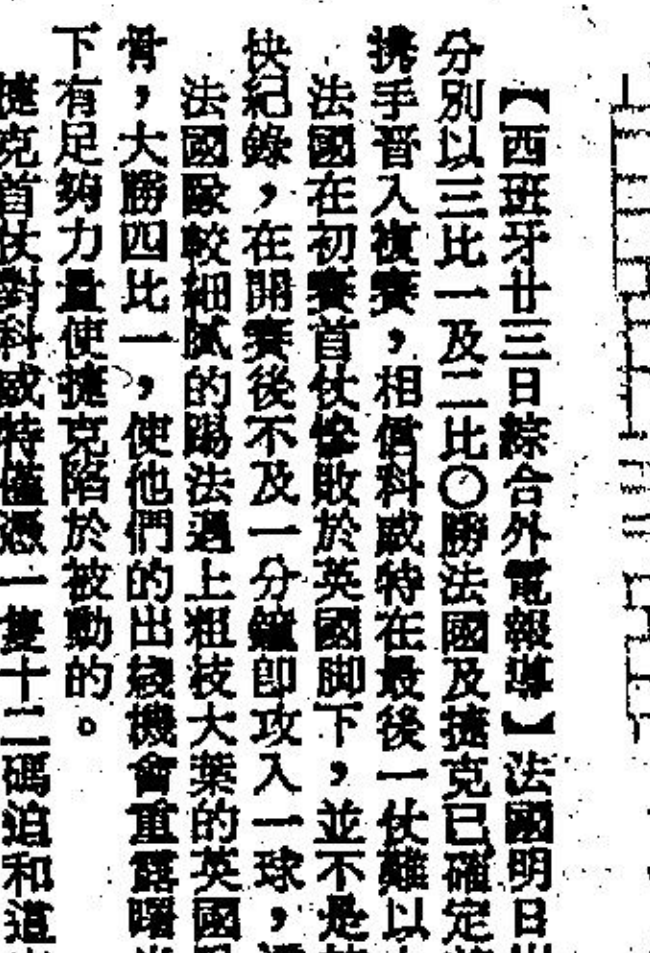 【西班牙廿三日綜合外電報導】法國明日
分別以三比一及二比〇勝法國及捷克已確定
携手晉入複賽，相信科威特在最後一仗難以
法國在初賽首仗慘敗於英國脚下，並不是
快紀錄，在開賽後不及一分鐘卽攻入一球，
法國隊較細膩的踢法遇上粗枝大葉的英國
骨，大勝四比一，使他們的出綫機會重露曙
下有足夠力量使捷克陷於被動的。
捷克首仗對科威特僅憑一隻十二碼迫和這